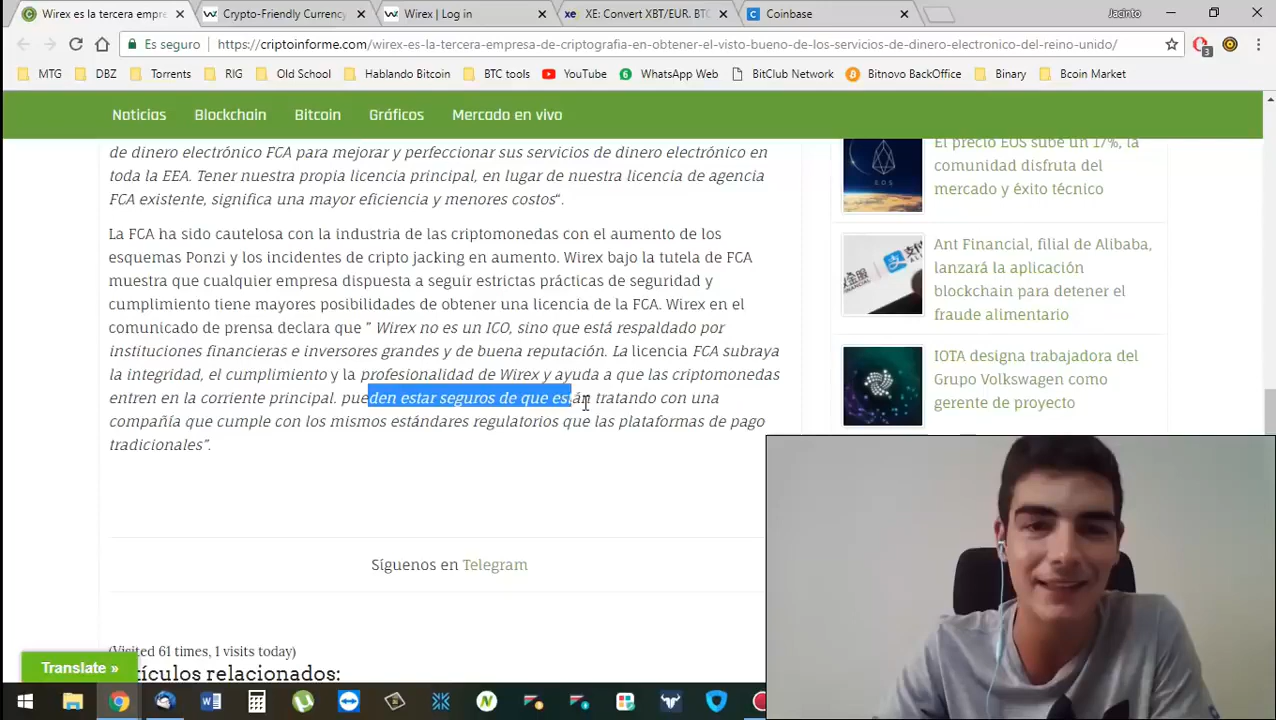 Wirex es la tercera empre
Crypto-Friendly Currency
Wirex | Log in
XE: Convert XBT/EUR. BTC
Coinbase
Jacinto
Es seguro
https://criptoinforme.com/wirex-es-la-tercera-empresa-de-criptografia-en-obtener-el-visto-bueno-de-los-servicios-de-dinero-electronico-del-reino-unido/
3
MTG
DBZ
Torrents
RIG
Old School
Hablando Bitcoin
BTC tools
YouTube
WhatsApp Web
BitClub Network
Bitnovo BackOffice
Binary
Bcoin Market
Noticias
Blockchain
Bitcoin
Gráficos
Mercado en vivo
de dinero electrónico FCA para mejorar y perfeccionar sus servicios de dinero electrónico en
toda la EEA. Tener nuestra propia licencia principal, en lugar de nuestra licencia de agencia
FCA existente, significa una mayor eficiencia y menores costos“.
La FCA ha sido cautelosa con la industria de las criptomonedas con el aumento de los
esquemas Ponzi y los incidentes de cripto jacking en aumento. Wirex bajo la tutela de FCA
muestra que cualquier empresa dispuesta a seguir estrictas prácticas de seguridad y
cumplimiento tiene mayores posibilidades de obtener una licencia de la FCA. Wirex en el
comunicado de prensa declara que ” Wirex no es un ICO, sino que está respaldado por
instituciones financieras e inversores grandes y de buena reputación. La licencia FCA subraya
la integridad, el cumplimiento y la profesionalidad de Wirex y ayuda a que las criptomonedas
entren en la corriente principal. pueden estar seguros de que están tratando con una
compañía que cumple con los mismos estándares regulatorios que las plataformas de pago
tradicionales”.
Síguenos en Telegram
(Visited 61 times, 1 visits today)
tículos relacionados:
Translate »
El precio EOS sube un 17%, la
comunidad disfruta del
mercado y éxito técnico
EOS
Ant Financial, filial de Alibaba,
lanzará la aplicación
blockchain para detener el
fraude alimentario
IOTA designa trabajadora del
Grupo Volkswagen como
gerente de proyecto